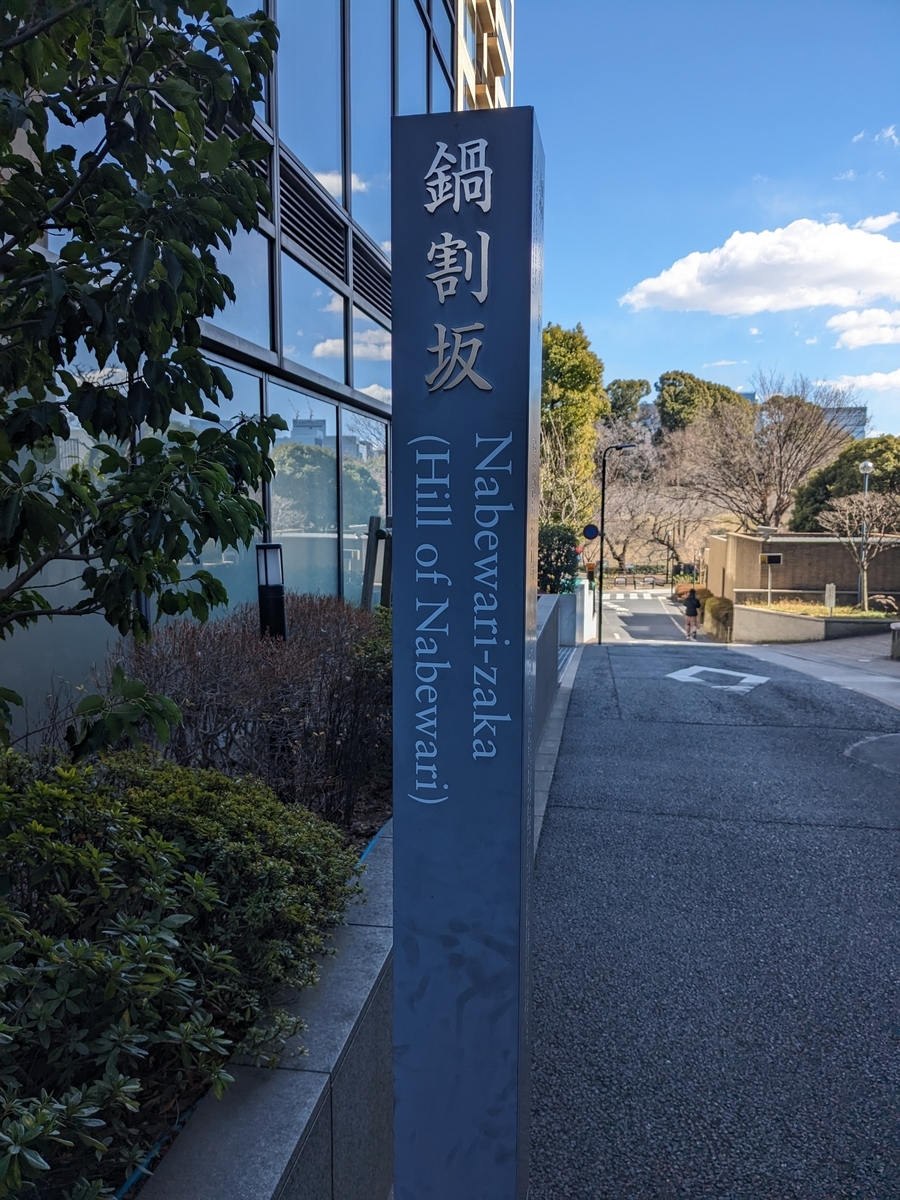 鍋割坂
Nabewari-zaka
(Hill of Nabewari)